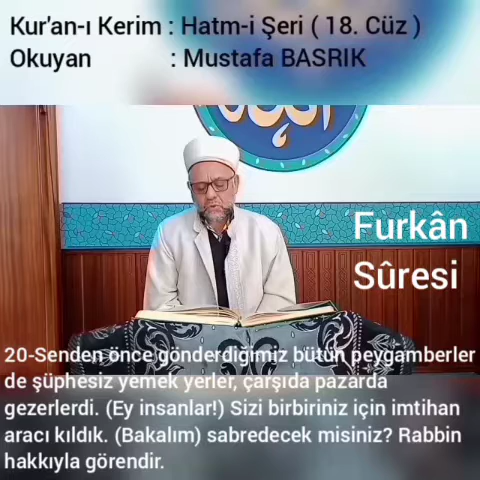 Kur'an-ı Kerim : Hatm-i Şeri ( 18. Cüz )
Okuyan : Mustafa BASRIK
Furkân
Sûresi
20-Senden önce gönderdiğimiz bütün peygamberler
de şüphesiz yemek yerler, çarşıda pazarda
gezerlerdi. (Ey insanlar!) Sizi birbiriniz için imtihan
aracı kıldık. (Bakalım) sabredecek misiniz? Rabbin
hakkıyla görendir.